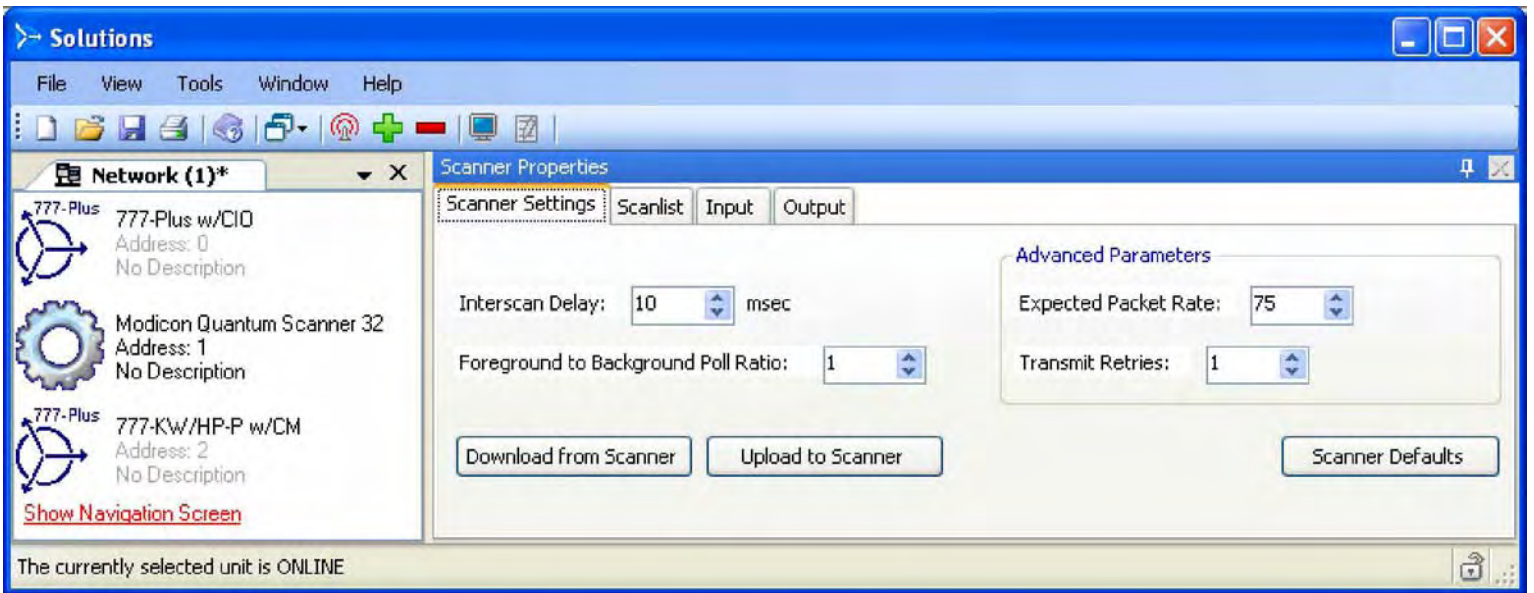 Solutions
File View Tools Window Help
Network (1)*
777-Plus
777-Plus w/CIO
Address: 0
No Description
Modicon Quantum Scanner 32
Address: 1
No Description
777-Plus
777-KW/HP-P w/CM
Address: 2
No Description
Show Navigation Screen
Scanner Properties
Scanner Settings Scanlist Input Output
Interscan Delay: 10 msec
Foreground to Background Poll Ratio: 1
Advanced Parameters
Expected Packet Rate: 75
Transmit Retries: 1
Download from Scanner Upload to Scanner Scanner Defaults
The currently selected unit is ONLINE